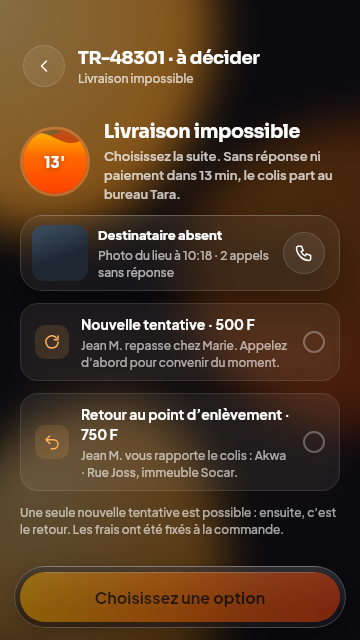 TR-48301 · à décider
Livraison impossible
13'
Livraison impossible
Choisissez la suite. Sans réponse ni
paiement dans 13 min, le colis part au
bureau Tara.
Destinataire absent
Photo du lieu à 10:18 · 2 appels
sans réponse
Nouvelle tentative · 500 F
Jean M. repasse chez Marie. Appelez
d’abord pour convenir du moment.
Retour au point d’enlèvement ·
750 F
Jean M. vous rapporte le colis : Akwa
· Rue Joss, immeuble Socar.
Une seule nouvelle tentative est possible : ensuite, c’est
le retour. Les frais ont été fixés à la commande.
Choisissez une option